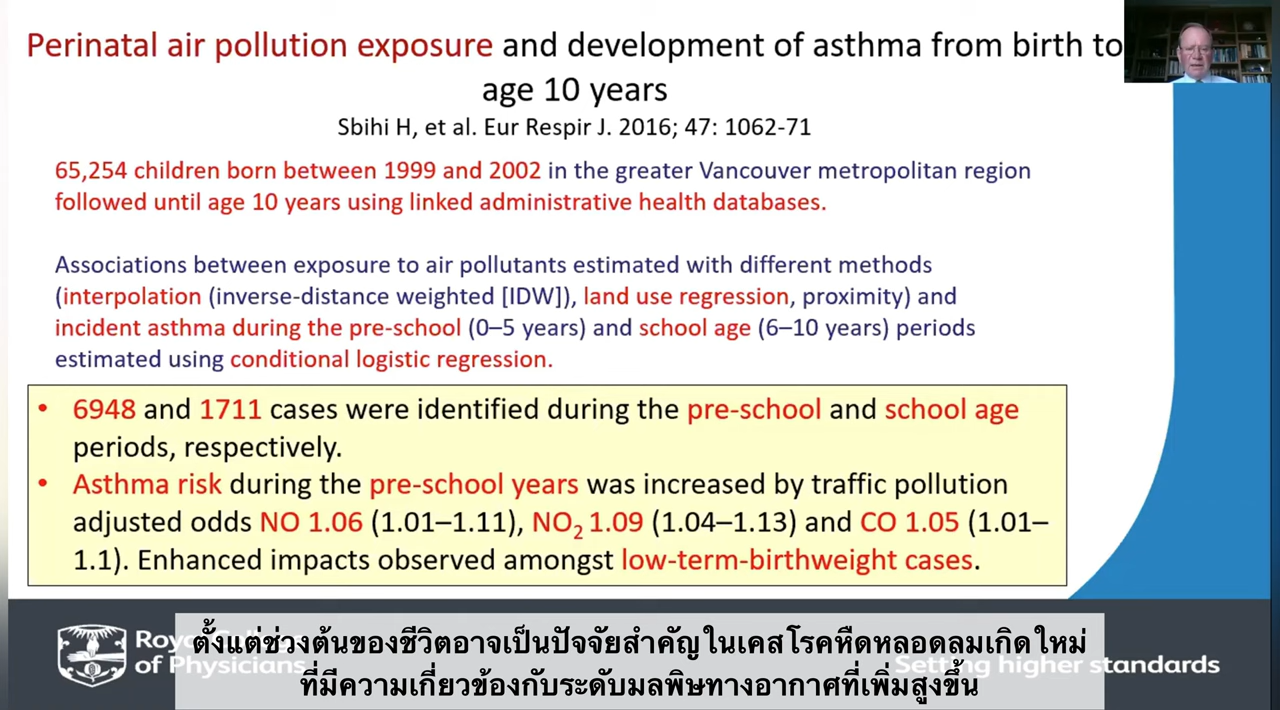 Perinatal air pollution exposure and development of asthma from birth to
age 10 years
Sbihi H, et al. Eur Respir J. 2016; 47: 1062-71
65,254 children born between 1999 and 2002 in the greater Vancouver metropolitan region
followed until age 10 years using linked administrative health databases.
Associations between exposure to air pollutants estimated with different methods
(interpolation (inverse-distance weighted [IDW]), land use regression, proximity) and
incident asthma during the pre-school (0–5 years) and school age (6–10 years) periods
estimated using conditional logistic regression.
• 6948 and 1711 cases were identified during the pre-school and school age
periods, respectively.
• Asthma risk during the pre-school years was increased by traffic pollution
adjusted odds NO 1.06 (1.01–1.11), NO₂ 1.09 (1.04–1.13) and CO 1.05 (1.01–
1.1). Enhanced impacts observed amongst low-term-birthweight cases.
ตั้งแต่ช่วงต้นของชีวิตอาจเป็นปัจจัยสำคัญในเคสโรคหืดหลอดลมเกิดใหม่
ที่มีความเกี่ยวข้องกับระดับมลพิษทางอากาศที่เพิ่มสูงขึ้น
of Physicians
Setting higher standards